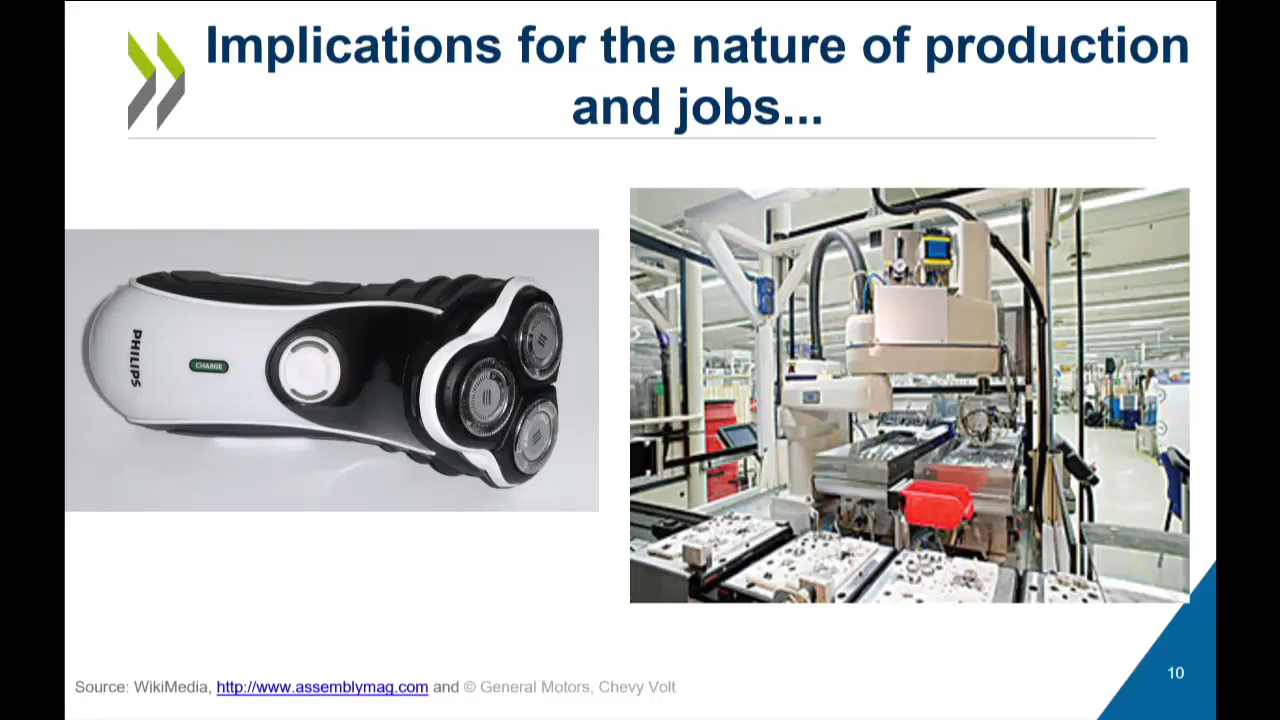 Implications for the nature of production
and jobs...
PHILIPS
CHARGE
Source: WikiMedia, http://www.assemblymag.com and © General Motors, Chevy Volt
10